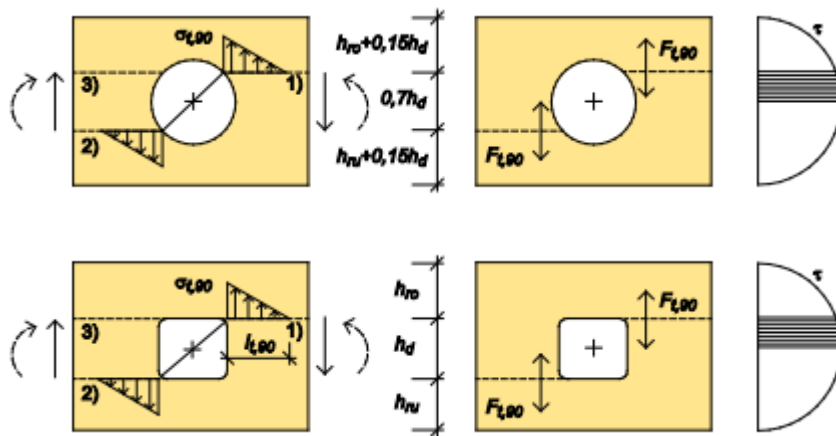 σt,90
3)
1)
2)
hro+0,15hd
0,7hd
hru+0,15hd
Ft,90
Ft,90
τ
σt,90
3)
1)
lt,90
2)
hro
hd
hru
Ft,90
Ft,90
τ